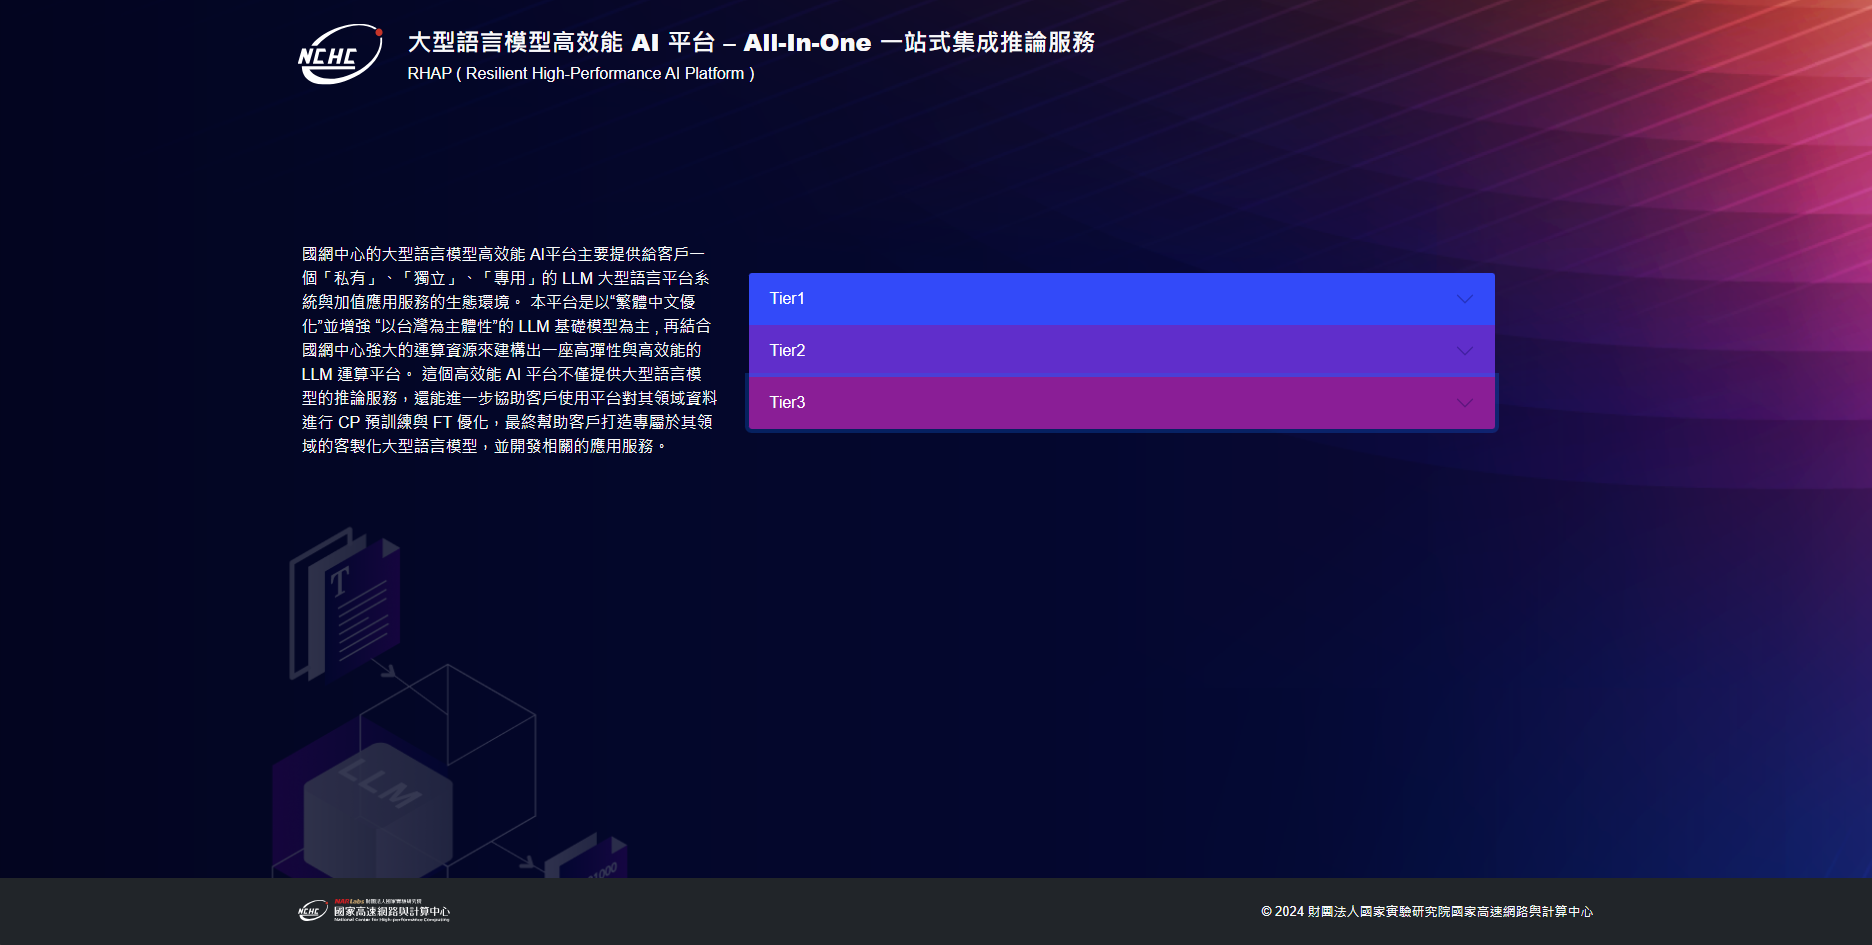 NCHC
大型語言模型高效能 AI 平台 – All-In-One 一站式集成推論服務
RHAP ( Resilient High-Performance AI Platform )
國網中心的大型語言模型高效能 AI平台主要提供給客戶一
個「私有」、「獨立」、「專用」的 LLM 大型語言平台系
統與加值應用服務的生態環境。 本平台是以“繁體中文優
化”並增強 “以台灣為主體性”的 LLM 基礎模型為主 , 再結合
國網中心強大的運算資源來建構出一座高彈性與高效能的
LLM 運算平台。 這個高效能 AI 平台不僅提供大型語言模
型的推論服務，還能進一步協助客戶使用平台對其領域資料
進行 CP 預訓練與 FT 優化，最終幫助客戶打造專屬於其領
域的客製化大型語言模型，並開發相關的應用服務。
Tier1
Tier2
Tier3
T
LLM
NCHC
NARLabs 財團法人國家實驗研究院
國家高速網路與計算中心
National Center for High-performance Computing
© 2024 財團法人國家實驗研究院國家高速網路與計算中心